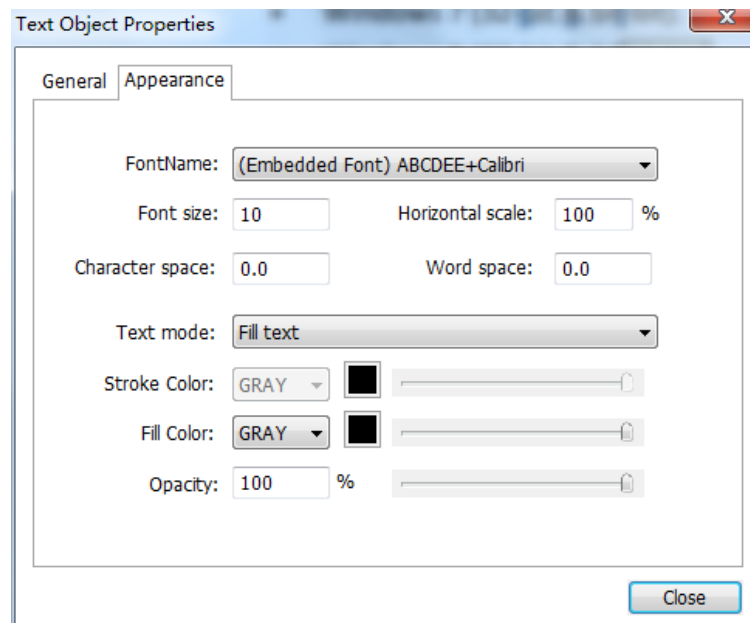 Text Object Properties
General Appearance
FontName: (Embedded Font) ABCDEE+Calibri
Font size: 10 Horizontal scale: 100 %
Character space: 0.0 Word space: 0.0
Text mode: Fill text
Stroke Color: GRAY
Fill Color: GRAY
Opacity: 100 %
Close